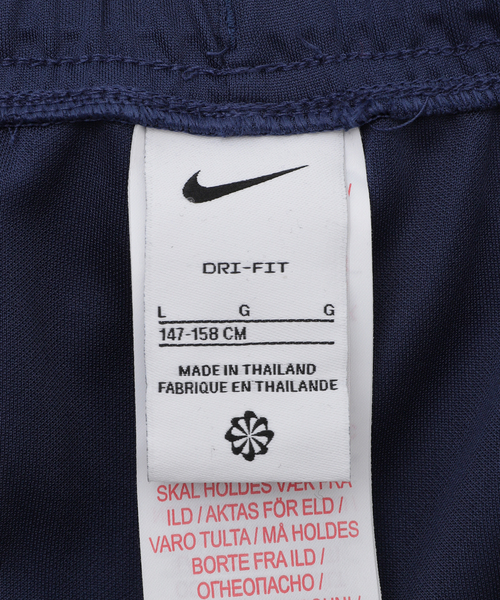 DRI-FIT
L G G
147-158 CM
MADE IN THAILAND
FABRIQUE EN THAILANDE
SKAL HOLDES VÆK FRA
ILD / AKTAS FÖR ELD /
VARO TULTA / MÅ HOLDES
BORTE FRA ILD /
ОГНЕОПАСНО /